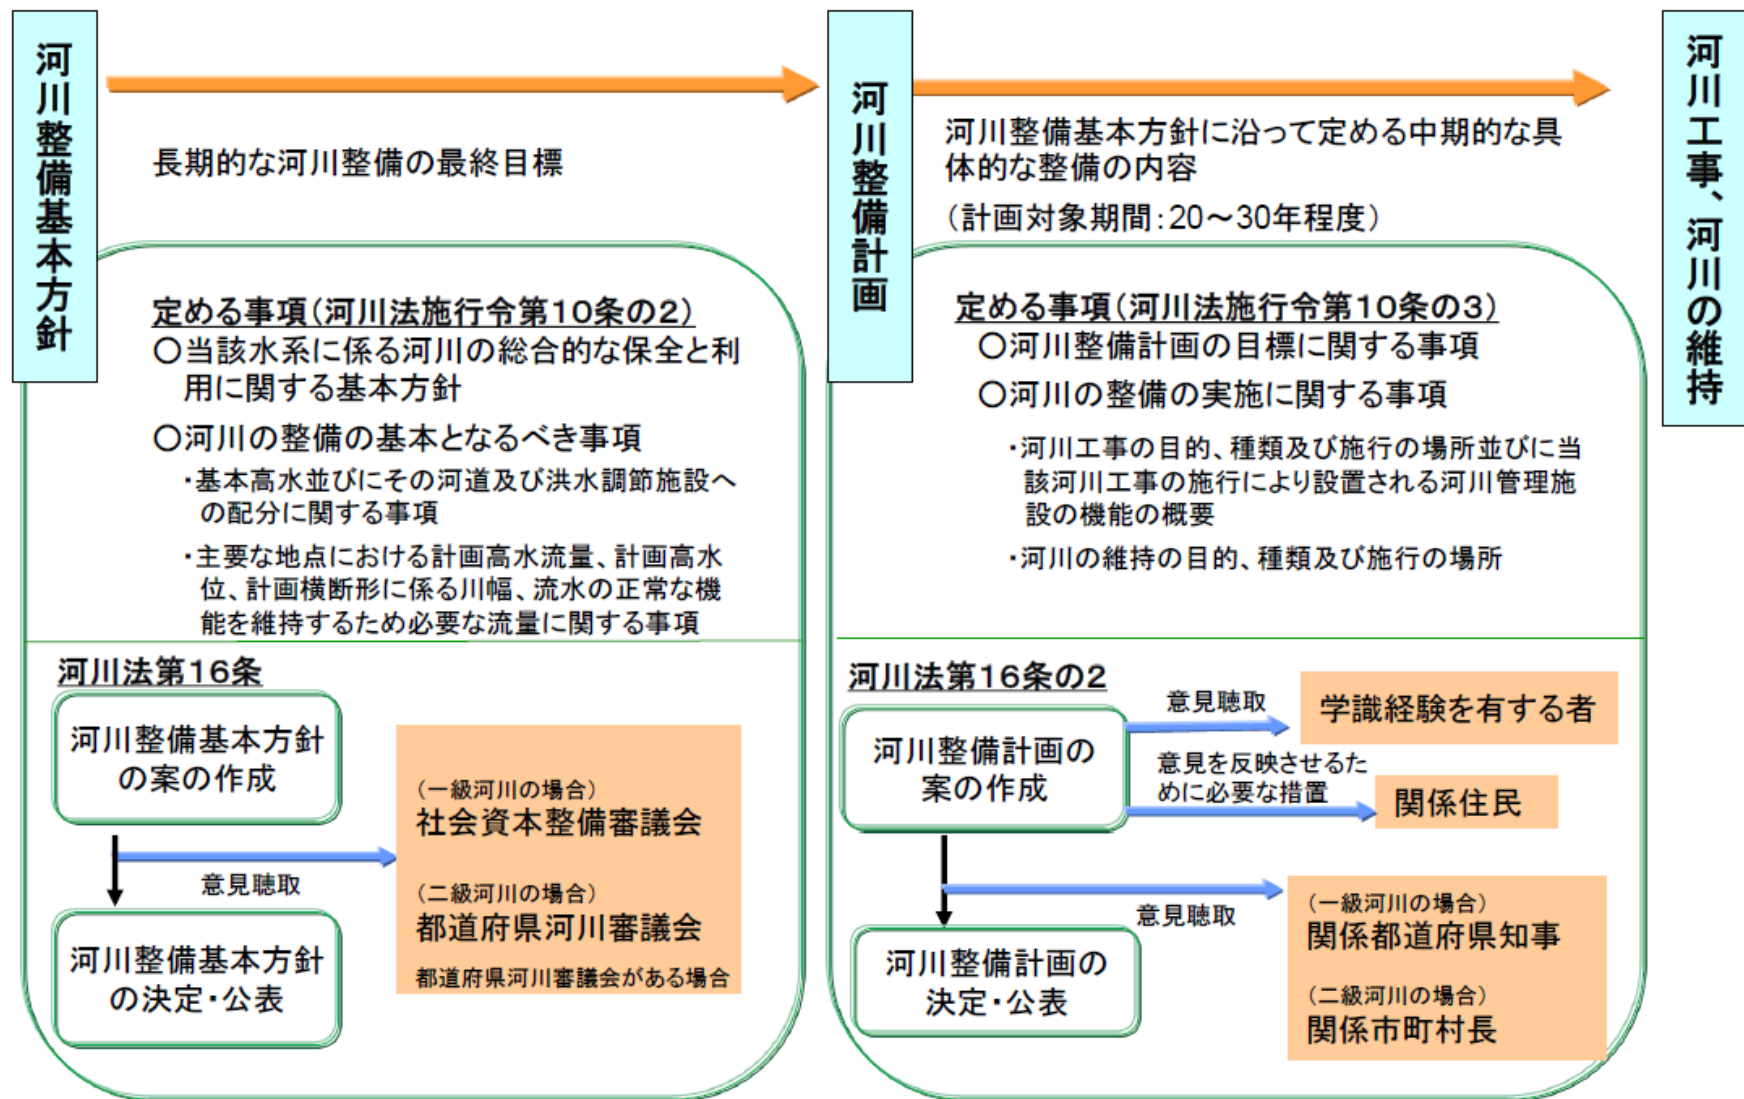 河川整備基本方針
長期的な河川整備の最終目標
定める事項(河川法施行令第10条の2)
○当該水系に係る河川の総合的な保全と利
用に関する基本方針
○河川の整備の基本となるべき事項
・基本高水並びにその河道及び洪水調節施設へ
の配分に関する事項
・主要な地点における計画高水流量、計画高水
位、計画横断形に係る川幅、流水の正常な機
能を維持するため必要な流量に関する事項
河川法第16条
河川整備基本方針
の案の作成
意見聴取
(一級河川の場合)
社会資本整備審議会
(二級河川の場合)
都道府県河川審議会
都道府県河川審議会がある場合
河川整備基本方針
の決定・公表
河川整備計画
河川整備基本方針に沿って定める中期的な具
体的な整備の内容
(計画対象期間:20~30年程度)
定める事項(河川法施行令第10条の3)
○河川整備計画の目標に関する事項
○河川の整備の実施に関する事項
・河川工事の目的、種類及び施行の場所並びに当
該河川工事の施行により設置される河川管理施
設の機能の概要
・河川の維持の目的、種類及び施行の場所
河川法第16条の2
河川整備計画の
案の作成
意見聴取
学識経験を有する者
意見を反映させるた
めに必要な措置
関係住民
意見聴取
(一級河川の場合)
関係都道府県知事
(二級河川の場合)
関係市町村長
河川整備計画の
決定・公表
河川工事、河川の維持